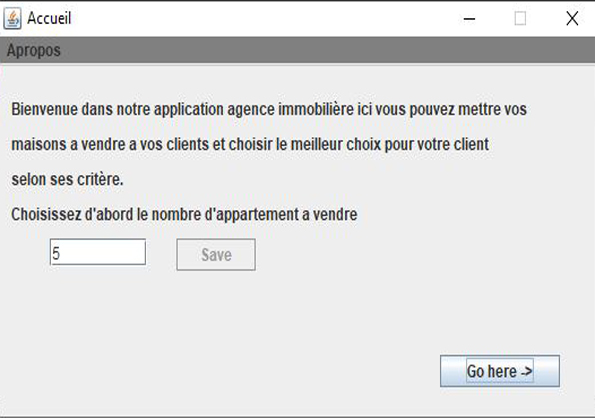 Accueil
Apropos
Bienvenue dans notre application agence immobilière ici vous pouvez mettre vos
maisons a vendre a vos clients et choisir le meilleur choix pour votre client
selon ses critère.
Choisissez d'abord le nombre d'appartement a vendre
5
Save
Go here ->